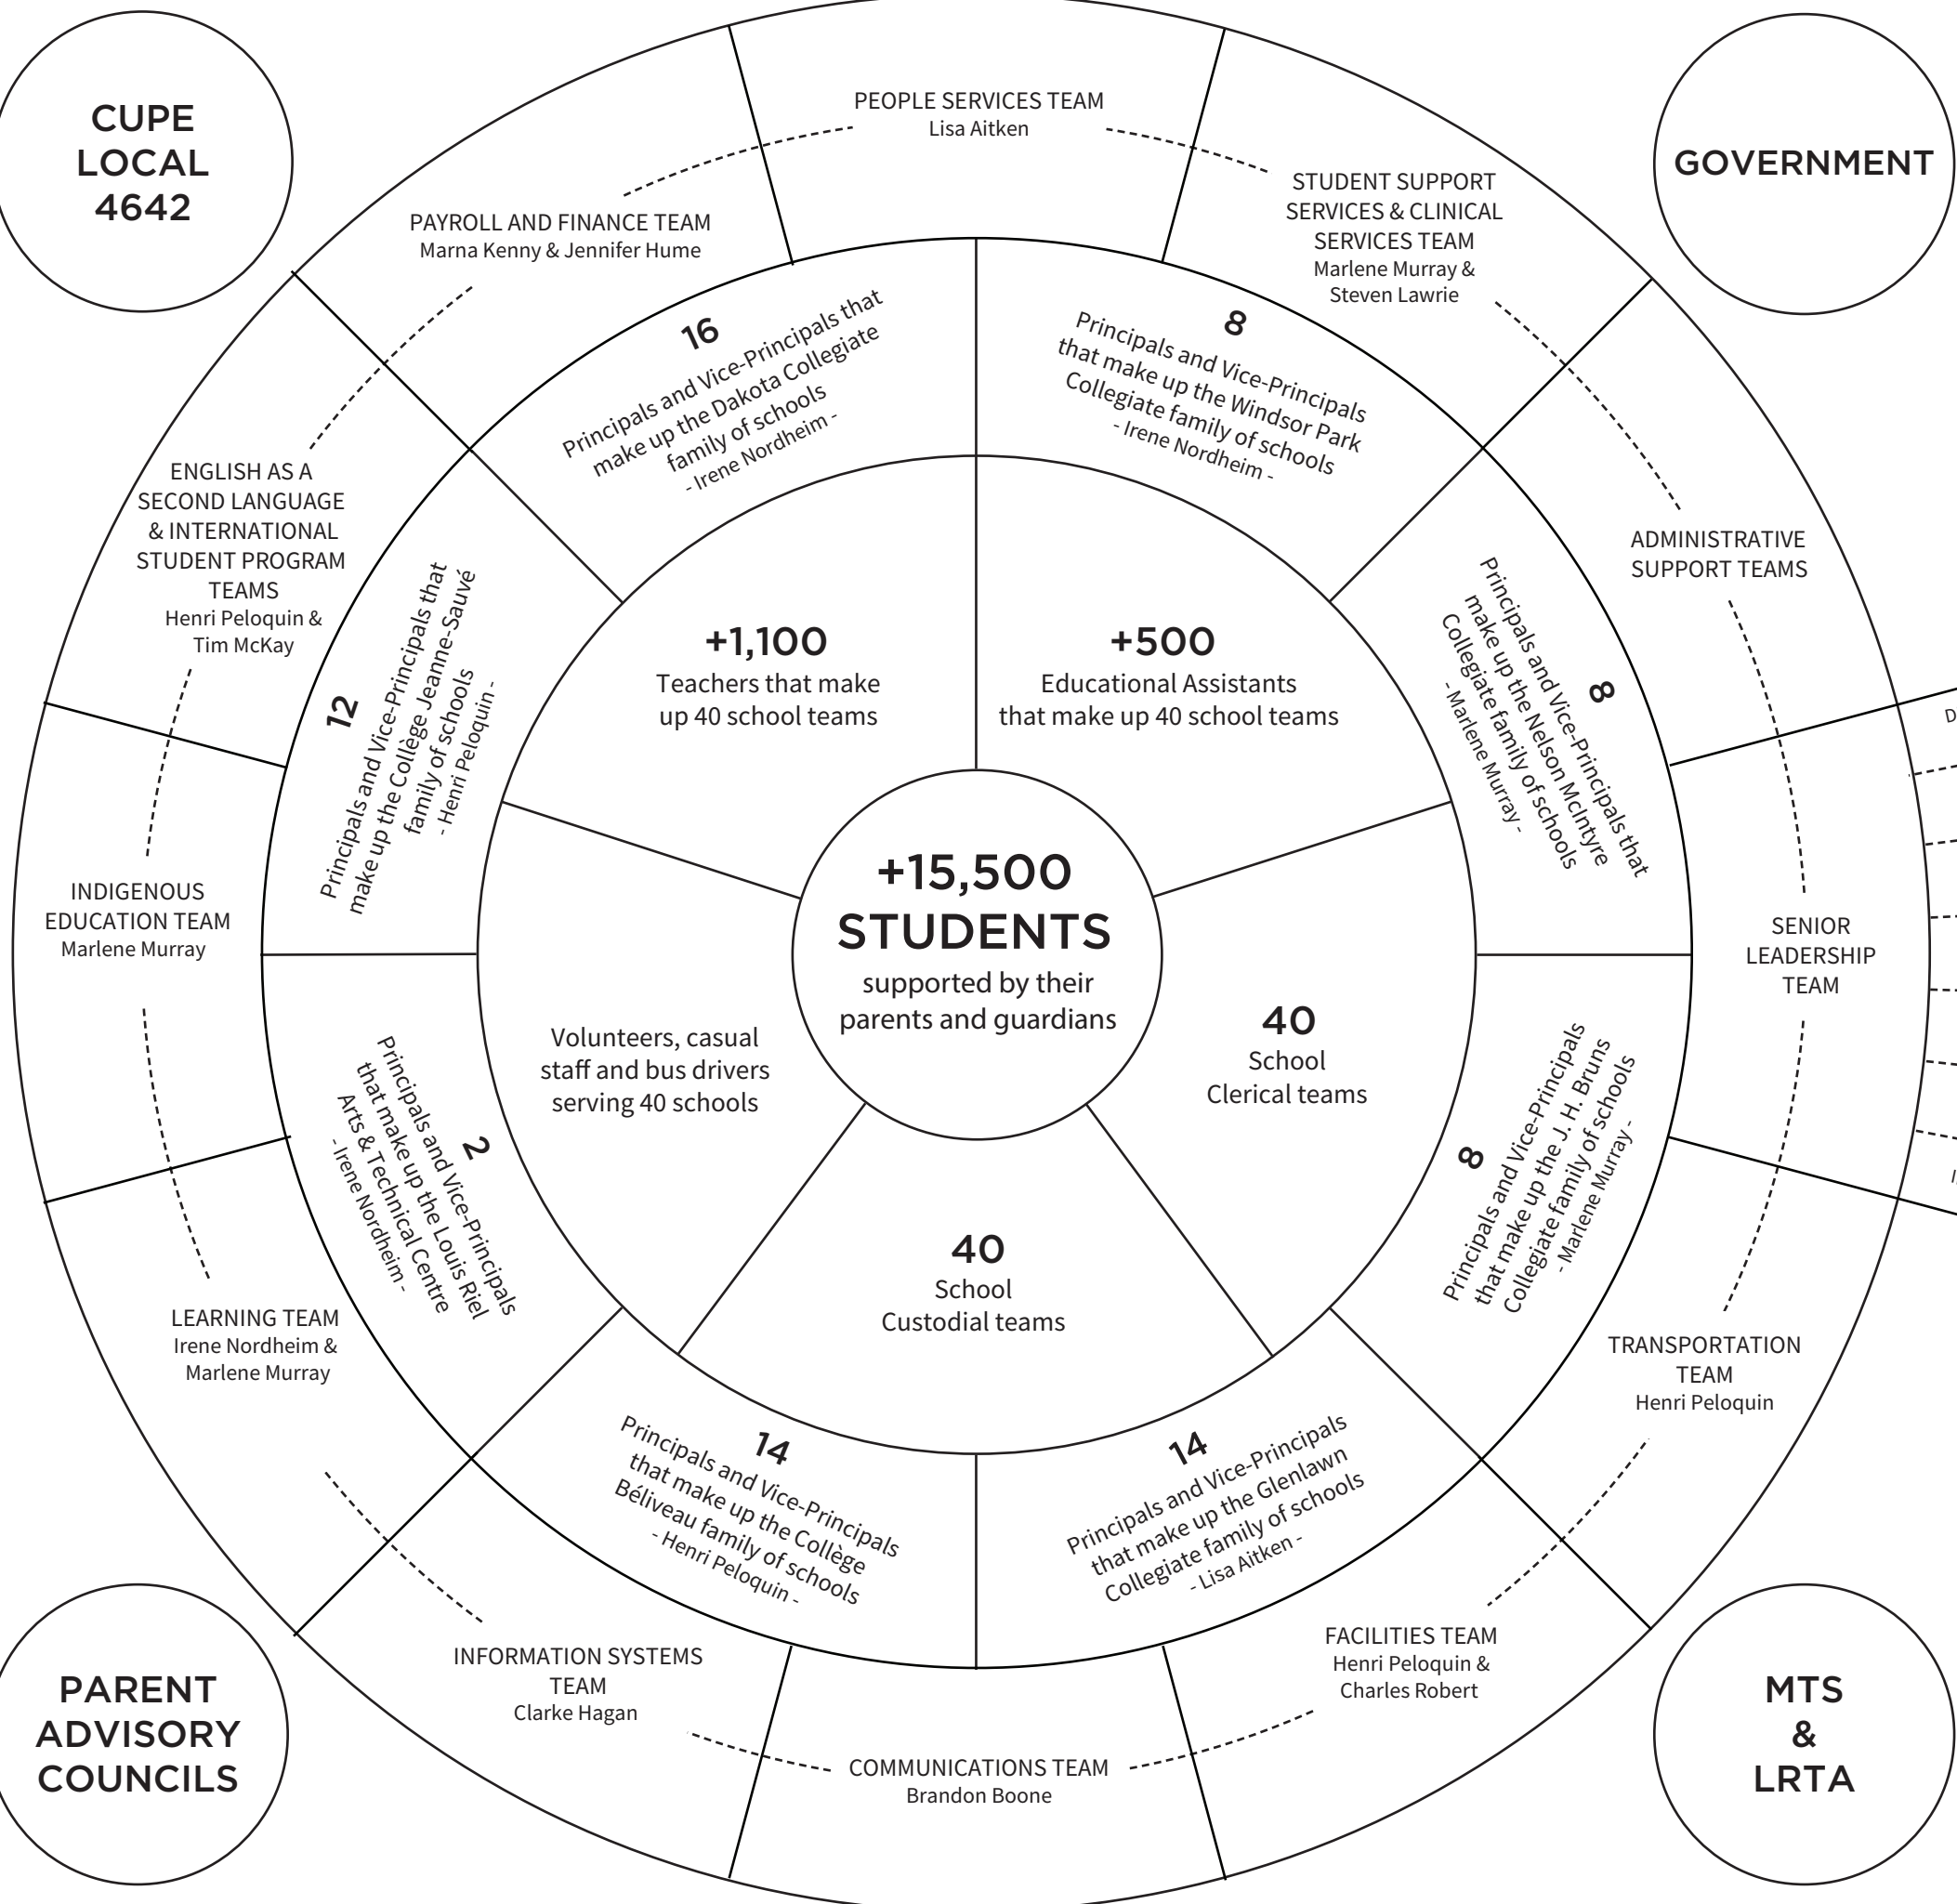 CUPE
LOCAL
4642
GOVERNMENT
PEOPLE SERVICES TEAM
Lisa Aitken
STUDENT SUPPORT
SERVICES & CLINICAL
SERVICES TEAM
Marlene Murray &
Steven Lawrie
ADMINISTRATIVE
SUPPORT TEAMS
SENIOR
LEADERSHIP
TEAM
TRANSPORTATION
TEAM
Henri Peloquin
FACILITIES TEAM
Henri Peloquin &
Charles Robert
COMMUNICATIONS TEAM
Brandon Boone
INFORMATION SYSTEMS
TEAM
Clarke Hagan
LEARNING TEAM
Irene Nordheim &
Marlene Murray
INDIGENOUS
EDUCATION TEAM
Marlene Murray
ENGLISH AS A
SECOND LANGUAGE
& INTERNATIONAL
STUDENT PROGRAM
TEAMS
Henri Peloquin &
Tim McKay
PAYROLL AND FINANCE TEAM
Marna Kenny & Jennifer Hume
16
Principals and Vice-Principals that
make up the Dakota Collegiate
family of schools
- Irene Nordheim -
8
Principals and Vice-Principals
that make up the Windsor Park
Collegiate family of schools
- Irene Nordheim -
8
Principals and Vice-Principals that
make up the Nelson McIntyre
Collegiate family of schools
- Marlene Murray -
8
Principals and Vice-Principals
that make up the J. H. Bruns
Collegiate family of schools
- Marlene Murray -
14
Principals and Vice-Principals
that make up the Glenlawn
Collegiate family of schools
- Lisa Aitken -
14
Principals and Vice-Principals
that make up the Collège
Béliveau family of schools
- Henri Peloquin -
2
Principals and Vice-Principals
that make up the Louis Riel
Arts & Technical Centre
- Irene Nordheim -
12
Principals and Vice-Principals that
make up the Collège Jeanne-Sauvé
family of schools
- Henri Peloquin -
+1,100
Teachers that make
up 40 school teams
+500
Educational Assistants
that make up 40 school teams
40
School
Clerical teams
40
School
Custodial teams
Volunteers, casual
staff and bus drivers
serving 40 schools
+15,500
STUDENTS
supported by their
parents and guardians
PARENT
ADVISORY
COUNCILS
MTS
&
LRTA